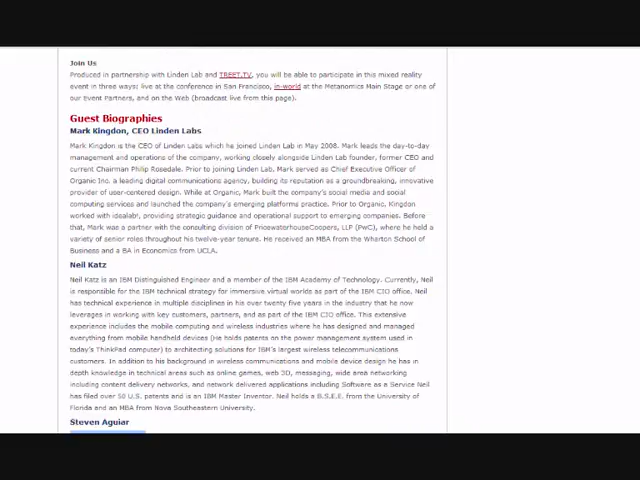 Join Us
Produced in partnership with Linden Lab and TREET.TV, you will be able to participate in this mixed reality
event in three ways: live at the conference in San Francisco, in-world at the Metanomics Main Stage or one of
our Event Partners, and on the Web (broadcast live from this page).
Guest Biographies
Mark Kingdon, CEO Linden Labs
Mark Kingdon is the CEO of Linden Labs which he joined Linden Lab in May 2008. Mark leads the day-to-day
management and operations of the company, working closely alongside Linden Lab founder, former CEO and
current Chairman Philip Rosedale. Prior to joining Linden Lab. Mark served as Chief Executive Officer of
Organic Inc. a leading digital communications agency, building its reputation as a groundbreaking, innovative
provider of user-centered design. While at Organic, Mark built the company's social media and social
computing services and launched the company's emerging platforms practice. Prior to Organic, Kingdon
worked with idealab!, providing strategic guidance and operational support to emerging companies. Before
that, Mark was a partner with the consulting division of PricewaterhouseCoopers, LLP (PwC), where he held a
variety of senior roles throughout his twelve-year tenure. He received an MBA from the Wharton School of
Business and a BA in Economics from UCLA.
Neil Katz
Neil Katz is an IBM Distinguished Engineer and a member of the IBM Academy of Technology. Currently, Neil
is responsible for the IBM technical strategy for immersive virtual worlds as part of the IBM CIO office. Neil
has technical experience in multiple disciplines in his over twenty five years in the industry that he now
leverages in working with key customers, partners, and as part of the IBM CIO office. This extensive
experience includes the mobile computing and wireless industries where he has designed and managed
everything from mobile handheld devices (He holds patents on the power management system used in
today's ThinkPad computer) to architecting solutions for IBM's largest wireless telecommunications
customers. In addition to his background in wireless communications and mobile device design he has in
depth knowledge in technical areas such as online games, web 3D, messaging, wide area networking
including content delivery networks, and network delivered applications including Software as a Service Neil
has filed over 50 U.S. patents and is an IBM Master Inventor. Neil holds a B.S.E.E. from the University of
Florida and an MBA from Nova Southeastern University.
Steven Aguiar